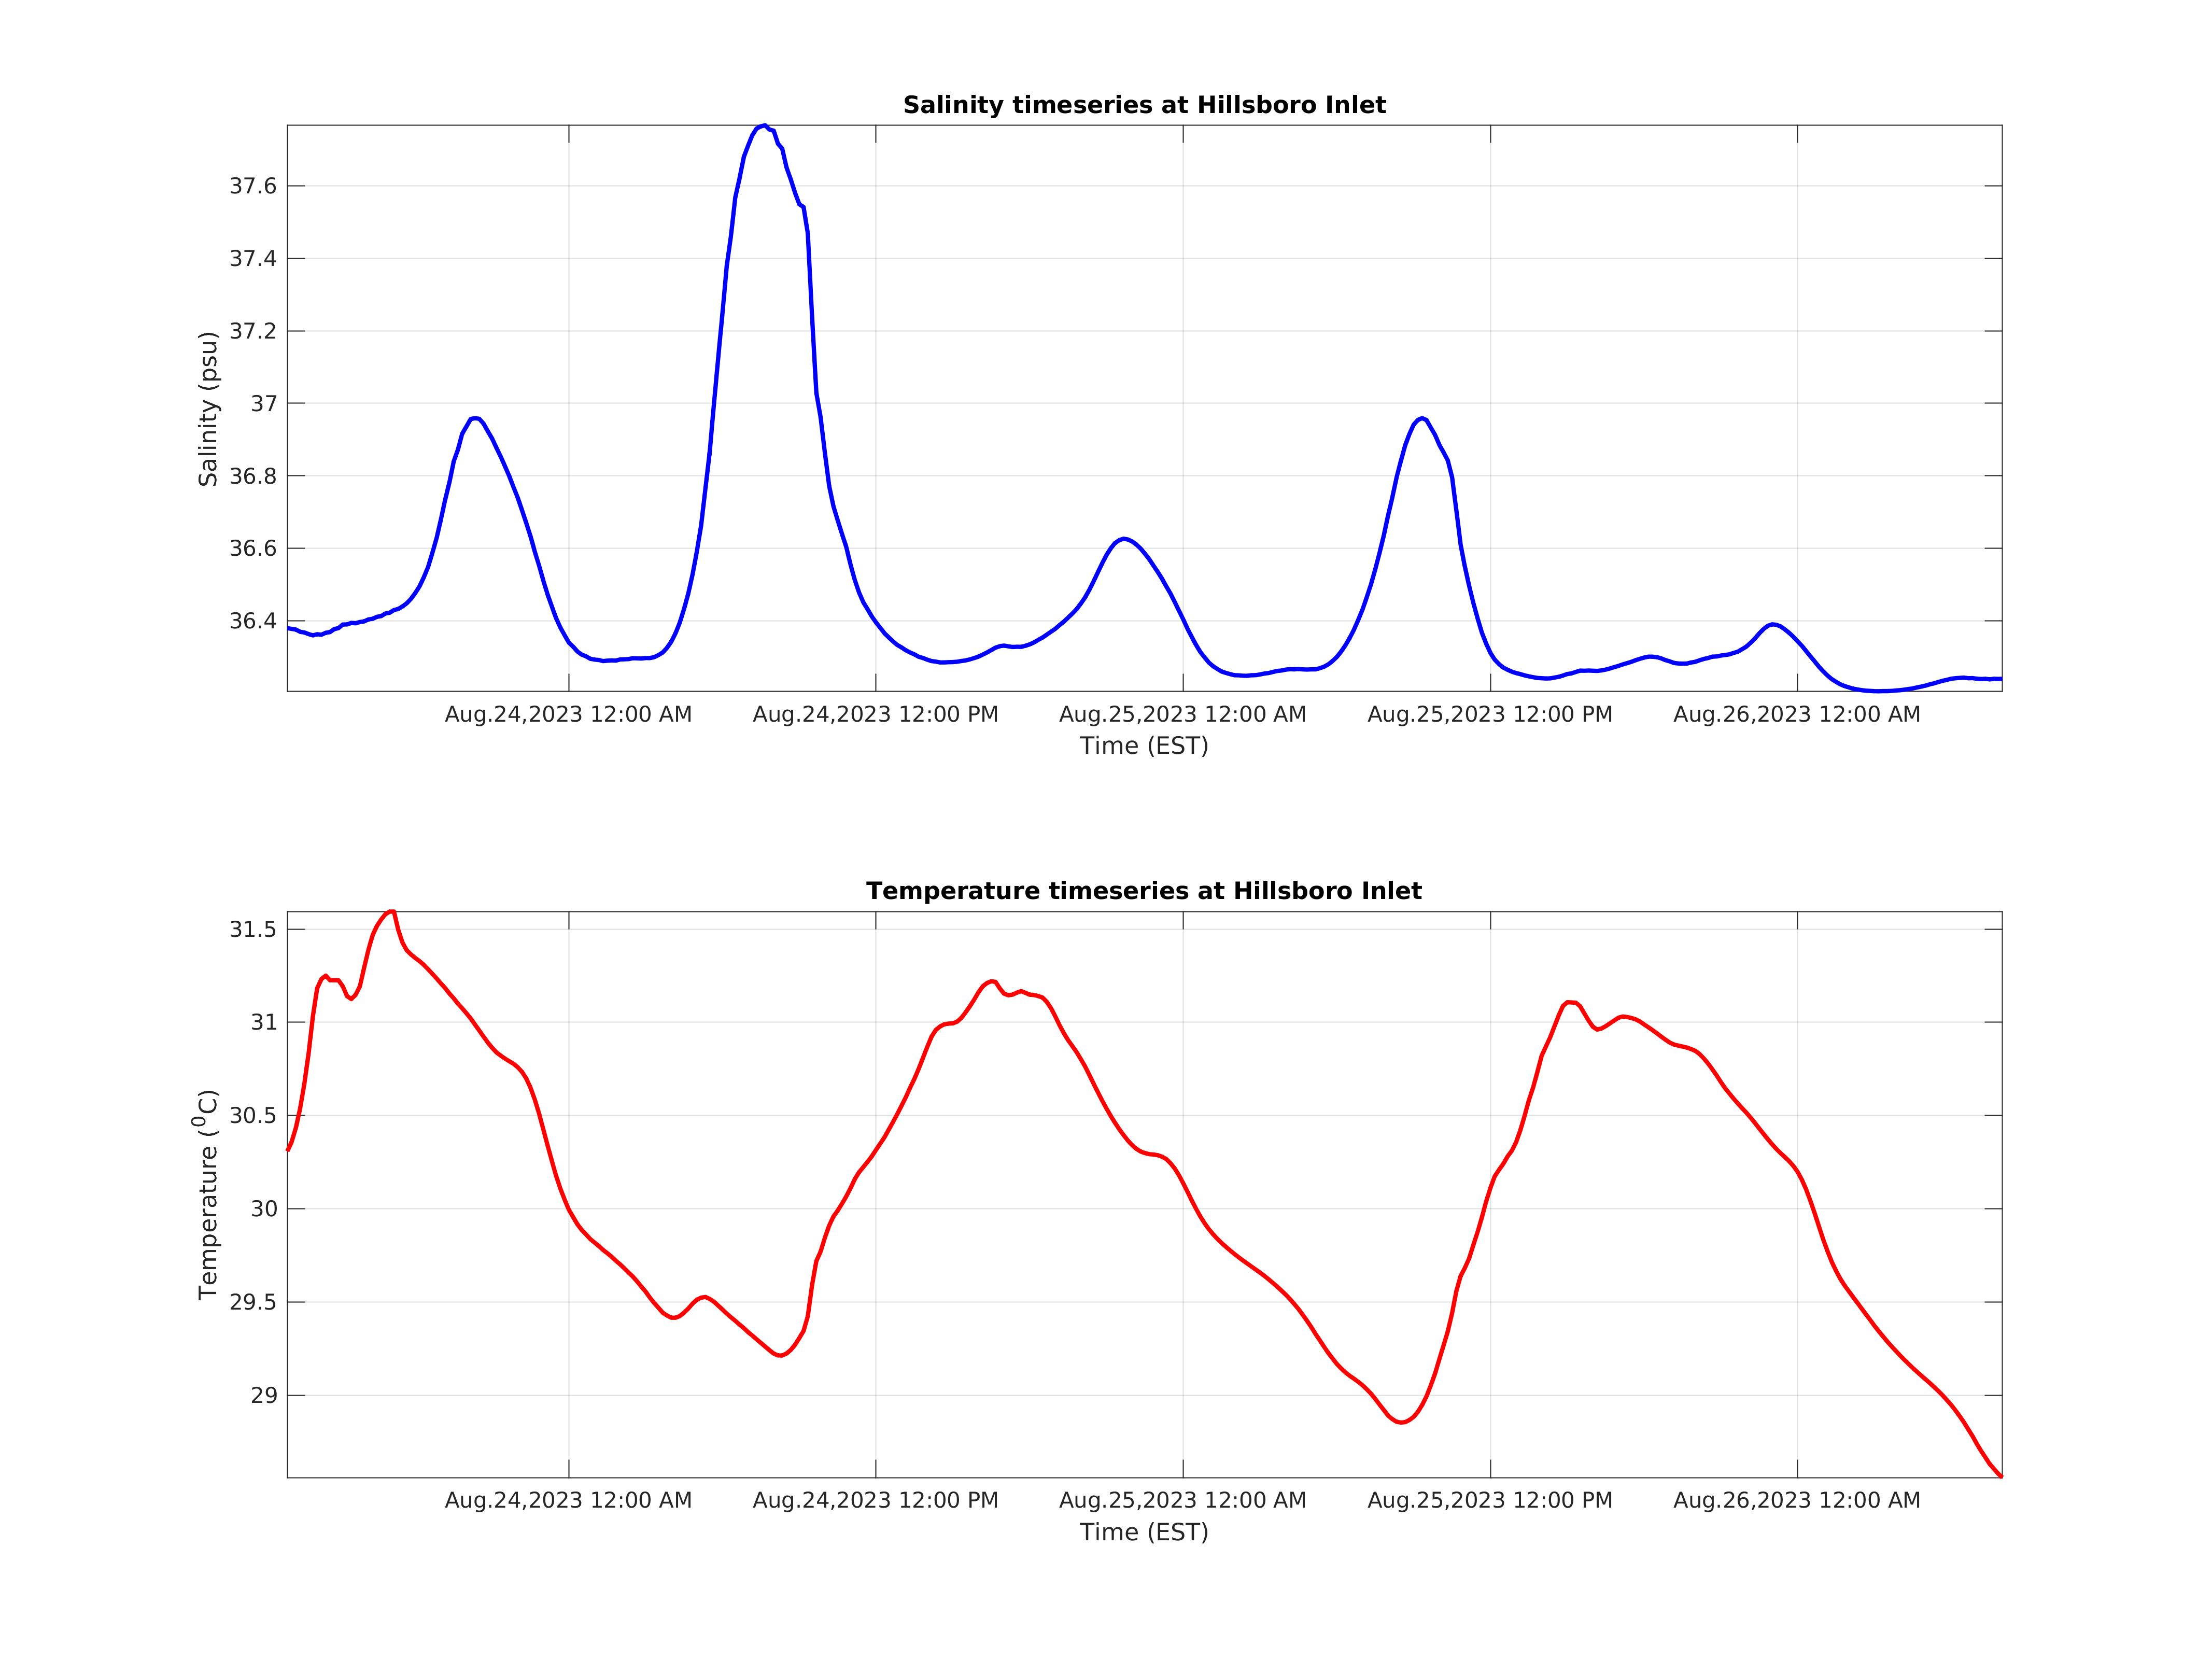 Salinity timeseries at Hillsboro Inlet
37.6
37.4
37.2
37
36.8
36.6
36.4
Salinity (psu)
Aug.24,2023 12:00 AM Aug.24,2023 12:00 PM Aug.25,2023 12:00 AM Aug.25,2023 12:00 PM Aug.26,2023 12:00 AM
Time (EST)
Temperature timeseries at Hillsboro Inlet
31.5
31
30.5
30
29.5
29
Temperature (⁰C)
Aug.24,2023 12:00 AM Aug.24,2023 12:00 PM Aug.25,2023 12:00 AM Aug.25,2023 12:00 PM Aug.26,2023 12:00 AM
Time (EST)